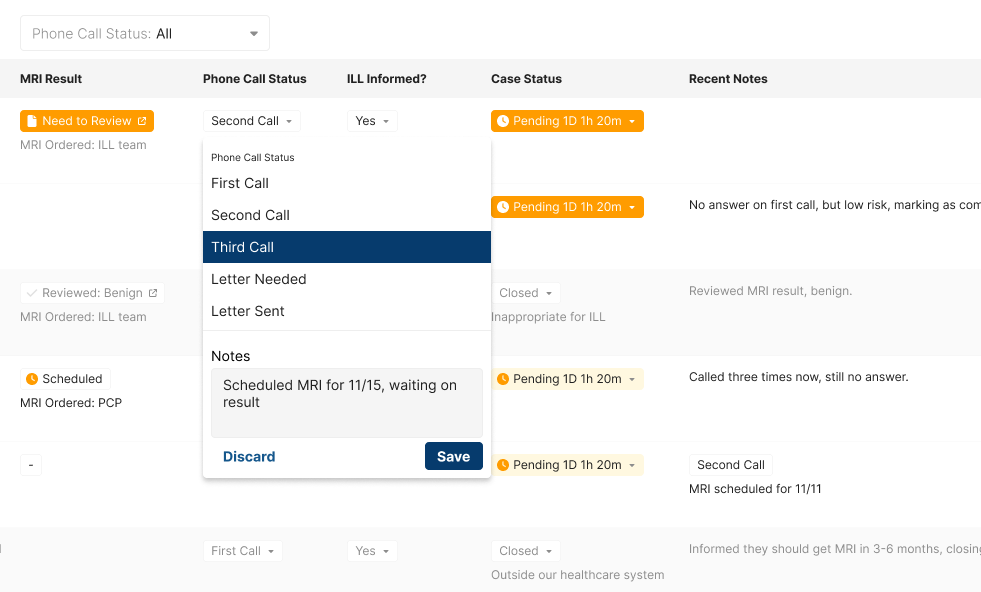 Phone Call Status: All
MRI Result Phone Call Status ILL Informed? Case Status Recent Notes
Need to Review Second Call Yes Pending 1D 1h 20m
MRI Ordered: ILL team
Phone Call Status
First Call
Second Call
Third Call
Letter Needed
Letter Sent
Notes
Scheduled MRI for 11/15, waiting on
result
Discard Save
Pending 1D 1h 20m No answer on first call, but low risk, marking as com
Reviewed: Benign Closed Reviewed MRI result, benign.
MRI Ordered: ILL team Inappropriate for ILL
Scheduled Pending 1D 1h 20m Called three times now, still no answer.
MRI Ordered: PCP
- Pending 1D 1h 20m Second Call
MRI scheduled for 11/11
First Call Yes Closed Informed they should get MRI in 3-6 months, closing
Outside our healthcare system